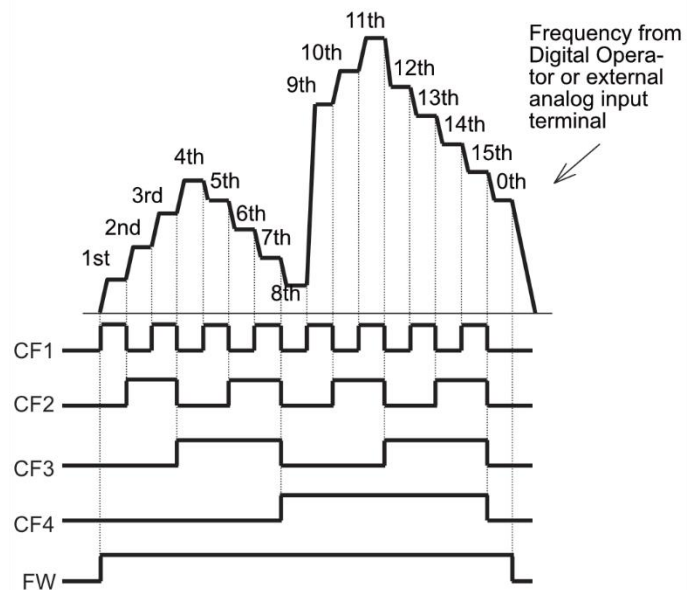 11th
Frequency from
Digital Opera-
tor or external
analog input
terminal
10th
9th
12th
13th
14th
15th
0th
4th
3rd
5th
2nd
6th
1st
7th
8th
CF1
CF2
CF3
CF4
FW